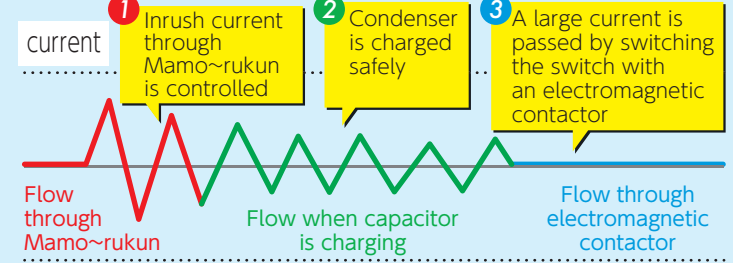 current
1
Inrush current
through
Mamo~rukun
is controlled
2
Condenser
is charged
safely
3
A large current is
passed by switching
the switch with
an electromagnetic
contactor
Flow
through
Mamo~rukun
Flow when capacitor
is charging
Flow through
electromagnetic
contactor